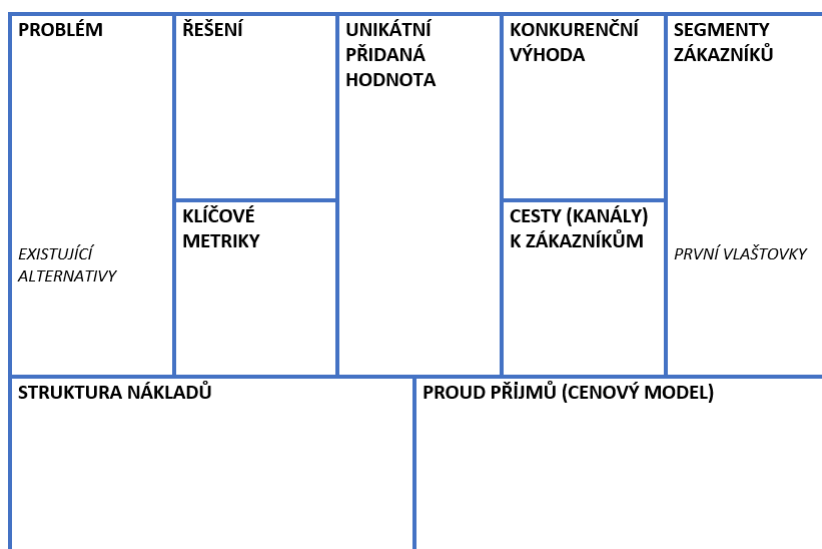 PROBLÉM
EXISTUJÍCÍ
ALTERNATIVY
ŘEŠENÍ
KLÍČOVÉ
METRIKY
UNIKÁTNÍ
PŘIDANÁ
HODNOTA
KONKURENČNÍ
VÝHODA
CESTY (KANÁLY)
K ZÁKAZNÍKŮM
SEGMENTY
ZÁKAZNÍKŮ
PRVNÍ VLAŠTOVKY
STRUKTURA NÁKLADŮ
PROUD PŘÍJMŮ (CENOVÝ MODEL)